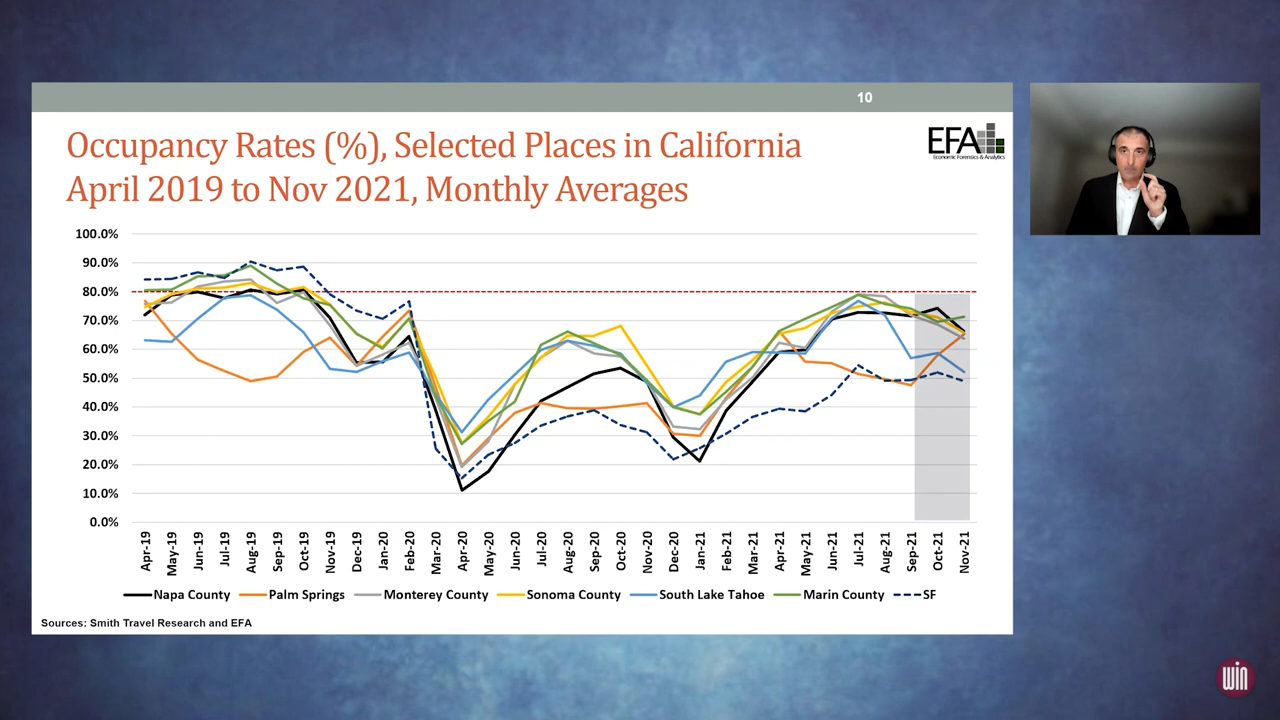 10
Occupancy Rates (%), Selected Places in California
April 2019 to Nov 2021, Monthly Averages
EFA
Economic Forensics & Analytics
100.0%
90.0%
80.0%
70.0%
60.0%
50.0%
40.0%
30.0%
20.0%
10.0%
0.0%
Apr-19 May-19 Jun-19 Jul-19 Aug-19 Sep-19 Oct-19 Nov-19 Dec-19 Jan-20 Feb-20 Mar-20 Apr-20 May-20 Jun-20 Jul-20 Aug-20 Sep-20 Oct-20 Nov-20 Dec-20 Jan-21 Feb-21 Mar-21 Apr-21 May-21 Jun-21 Jul-21 Aug-21 Sep-21 Oct-21 Nov-21
Napa County Palm Springs Monterey County Sonoma County South Lake Tahoe Marin County SF
Sources: Smith Travel Research and EFA
win